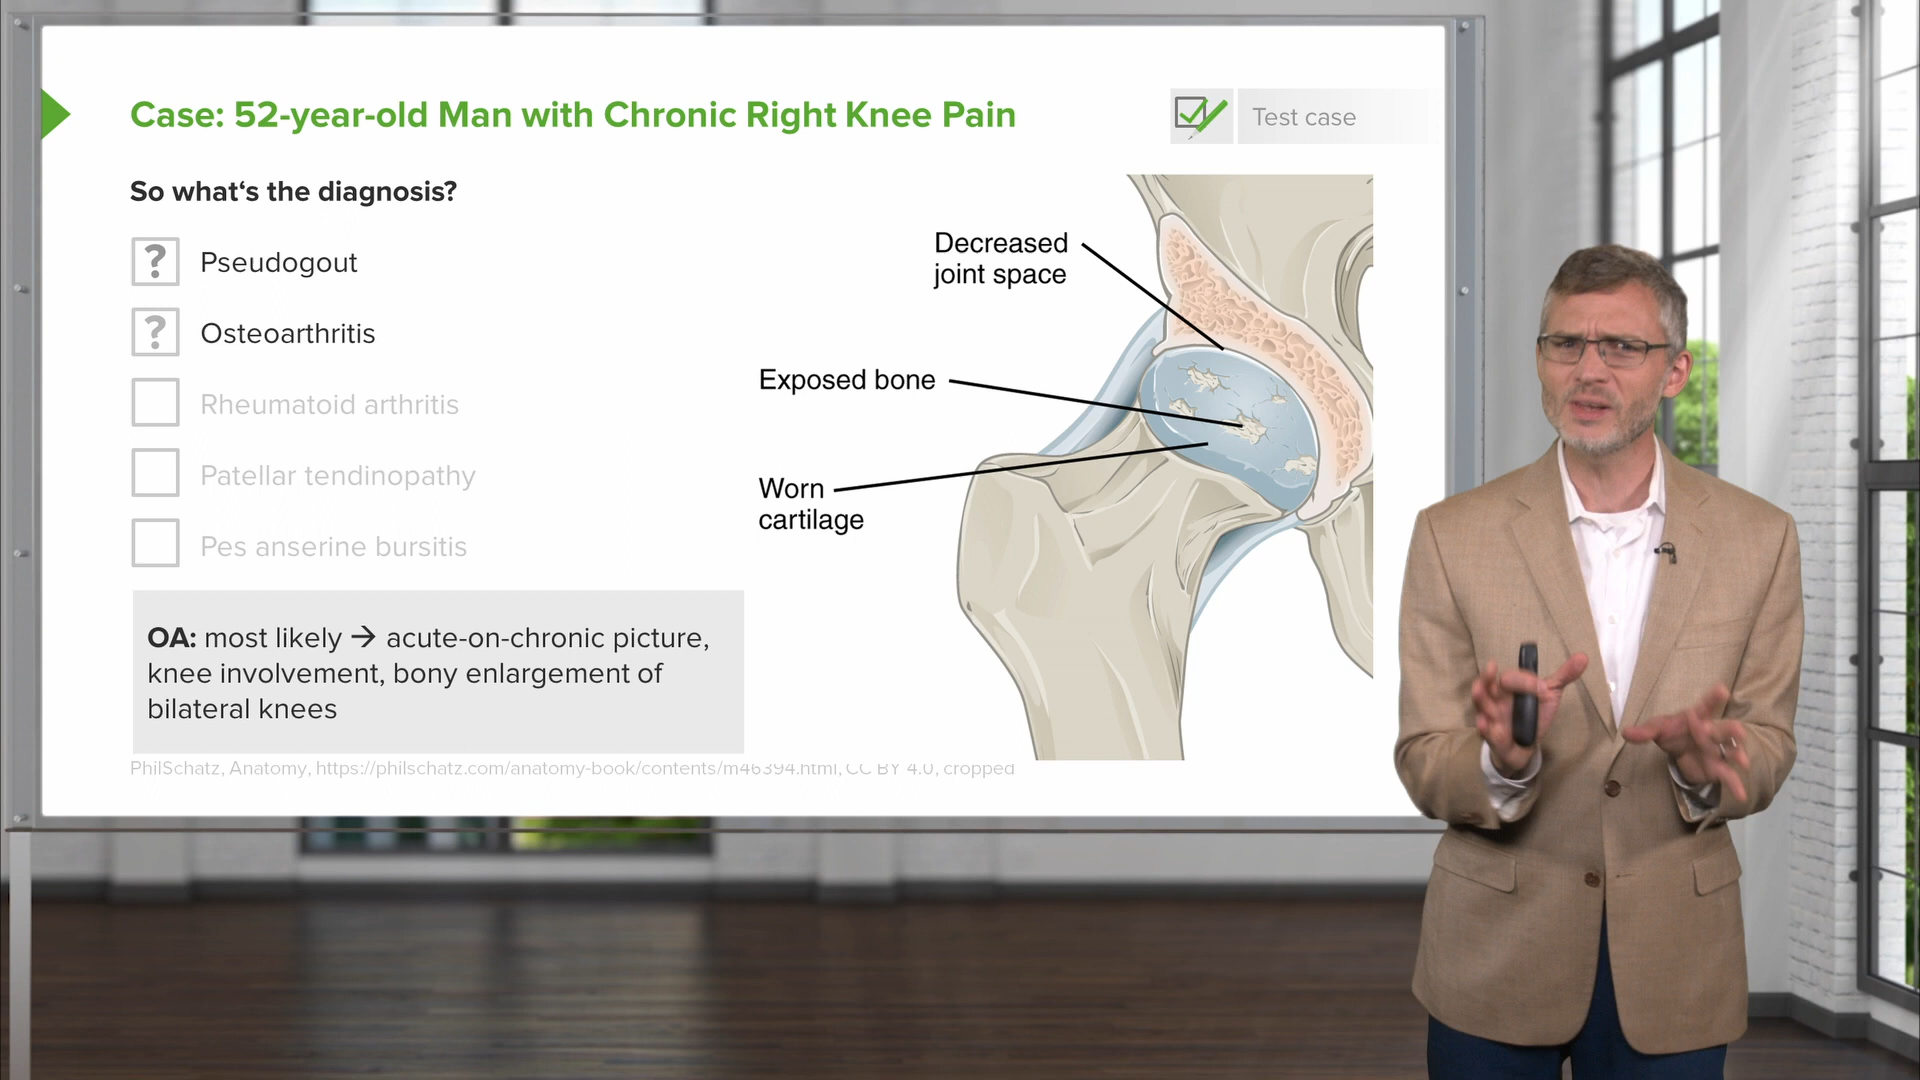 Case: 52-year-old Man with Chronic Right Knee Pain
Test case
So what‘s the diagnosis?
? Pseudogout
? Osteoarthritis
Rheumatoid arthritis
Patellar tendinopathy
Pes anserine bursitis
OA: most likely → acute-on-chronic picture,
knee involvement, bony enlargement of
bilateral knees
Decreased
joint space
Exposed bone
Worn
cartilage
PhilSchatz, Anatomy, https://philschatz.com/anatomy-book/contents/m46394.html, CC BY 4.0, cropped